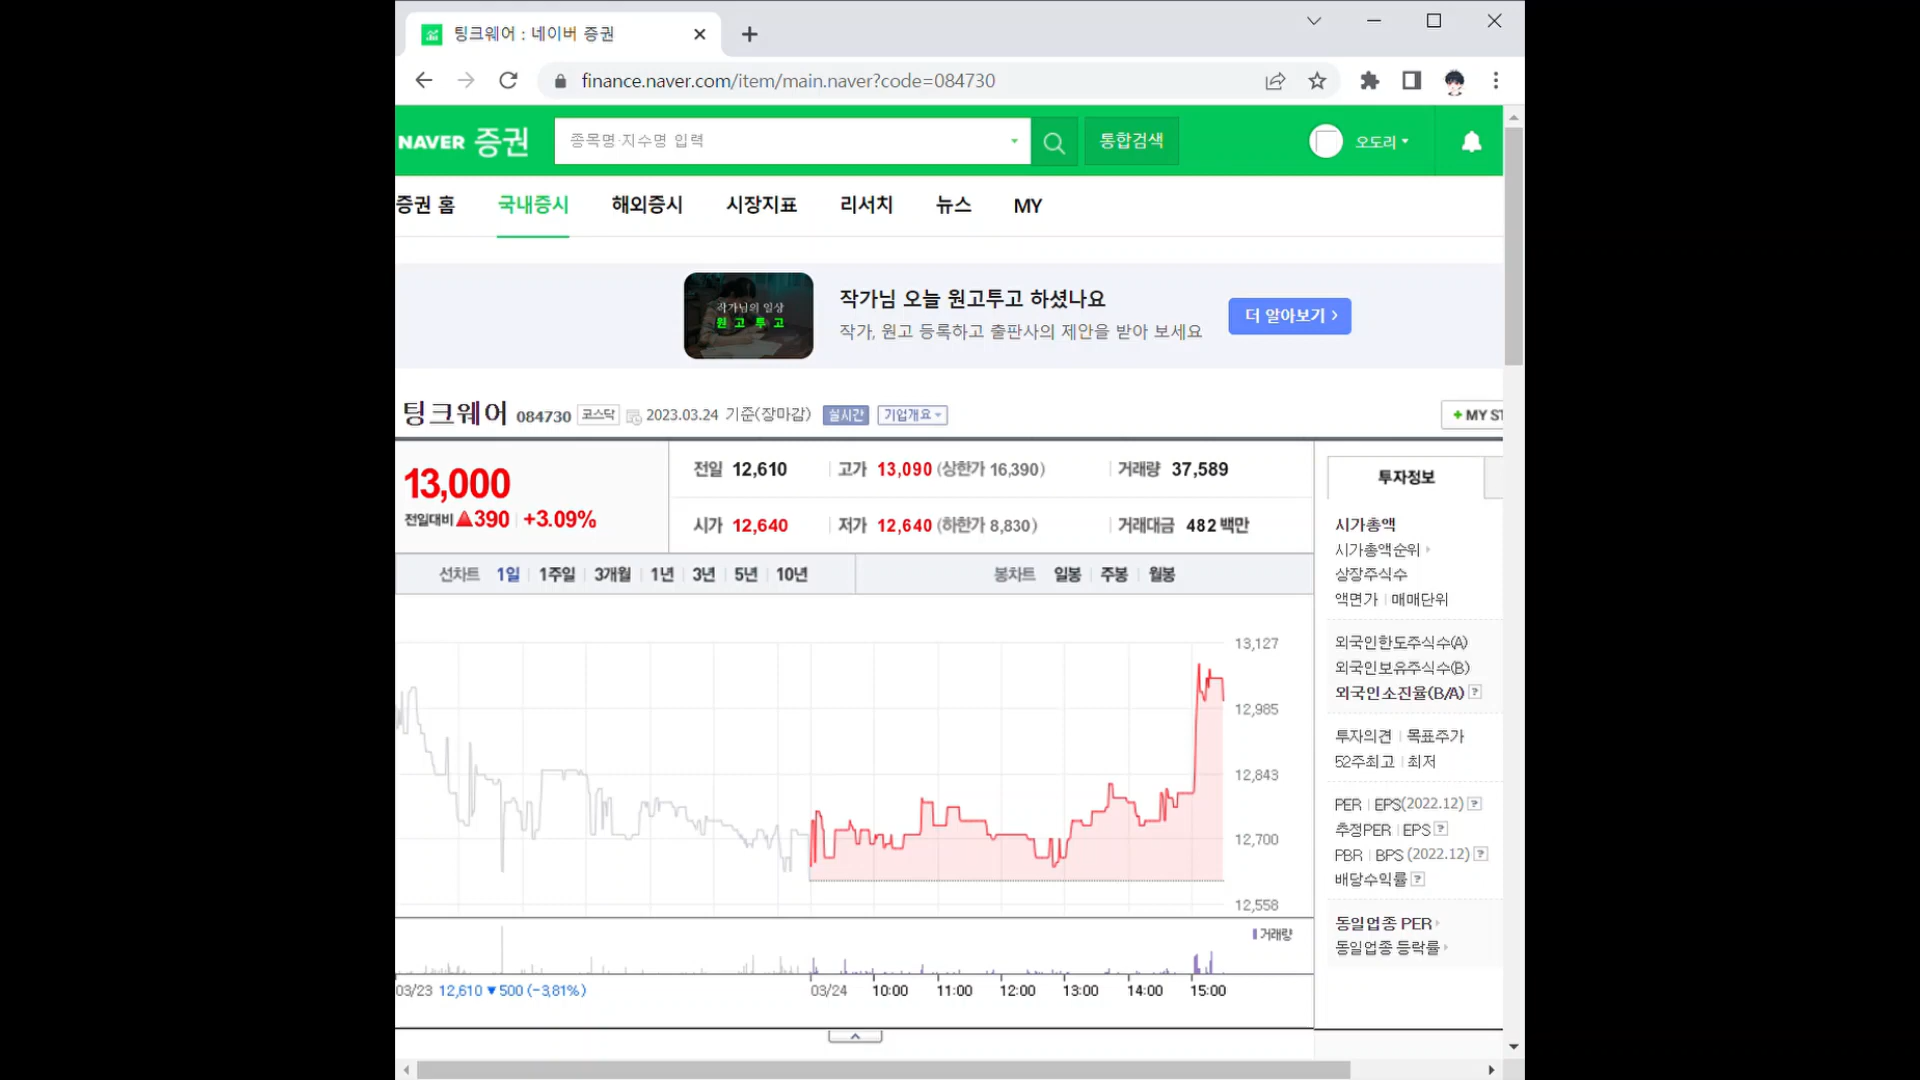 팅크웨어 : 네이버 증권
finance.naver.com/item/main.naver?code=084730
NAVER 증권 종목명·지수명 입력 통합검색 오도리
증권 홈 국내증시 해외증시 시장지표 리서치 뉴스 MY
작가님의 일상
원고투고
작가님 오늘 원고투고 하셨나요
작가, 원고 등록하고 출판사의 제안을 받아 보세요
더 알아보기 >
팅크웨어 084730 코스닥 2023.03.24 기준(장마감) 실시간 기업개요 + MY ST
13,000
전일대비 ▲390 +3.09%
전일 12,610 고가 13,090 (상한가 16,390) 거래량 37,589
시가 12,640 저가 12,640 (하한가 8,830) 거래대금 482 백만
선차트 1일 1주일 3개월 1년 3년 5년 10년 봉차트 일봉 주봉 월봉
13,127
12,985
12,843
12,700
12,558
거래량
03/23 12,610 ▼ 500 (-3,81%) 03/24 10:00 11:00 12:00 13:00 14:00 15:00
투자정보
시가총액
시가총액순위
상장주식수
액면가 매매단위
외국인한도주식수(A)
외국인보유주식수(B)
외국인소진율(B/A) ?
투자의견 목표주가
52주최고 최저
PER EPS(2022.12) ?
추정PER EPS ?
PBR BPS (2022.12) ?
배당수익률 ?
동일업종 PER
동일업종 등락률